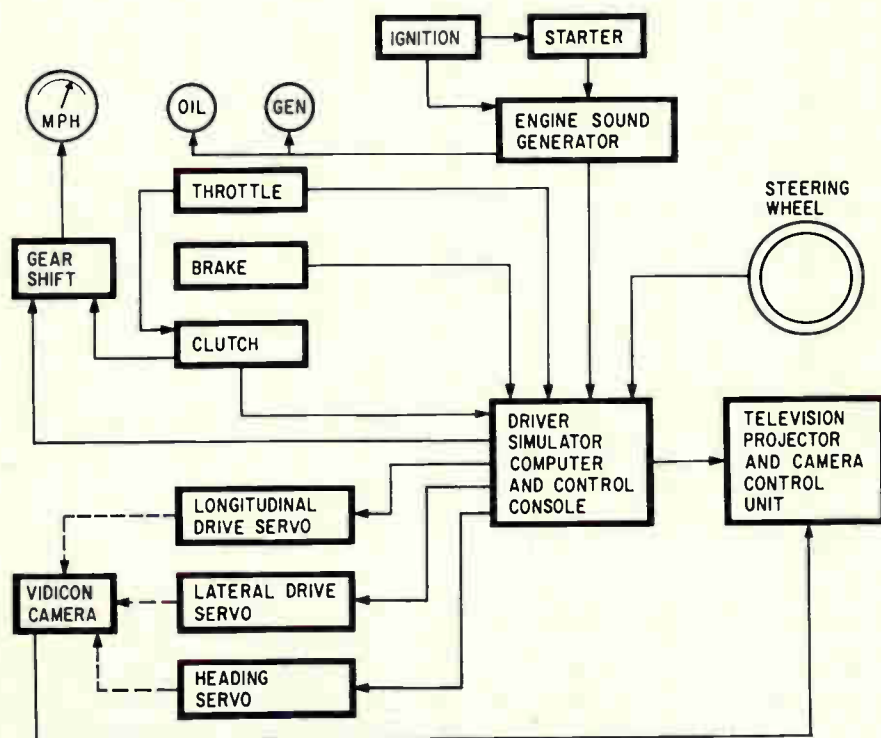 IGNITION
STARTER
MPH
OIL
GEN
ENGINE SOUND
GENERATOR
THROTTLE
STEERING
WHEEL
GEAR
SHIFT
BRAKE
CLUTCH
DRIVER
SIMULATOR
COMPUTER
AND CONTROL
CONSOLE
TELEVISION
PROJECTOR
AND CAMERA
CONTROL
UNIT
LONGITUDINAL
DRIVE SERVO
VIDICON
CAMERA
LATERAL DRIVE
SERVO
HEADING
SERVO